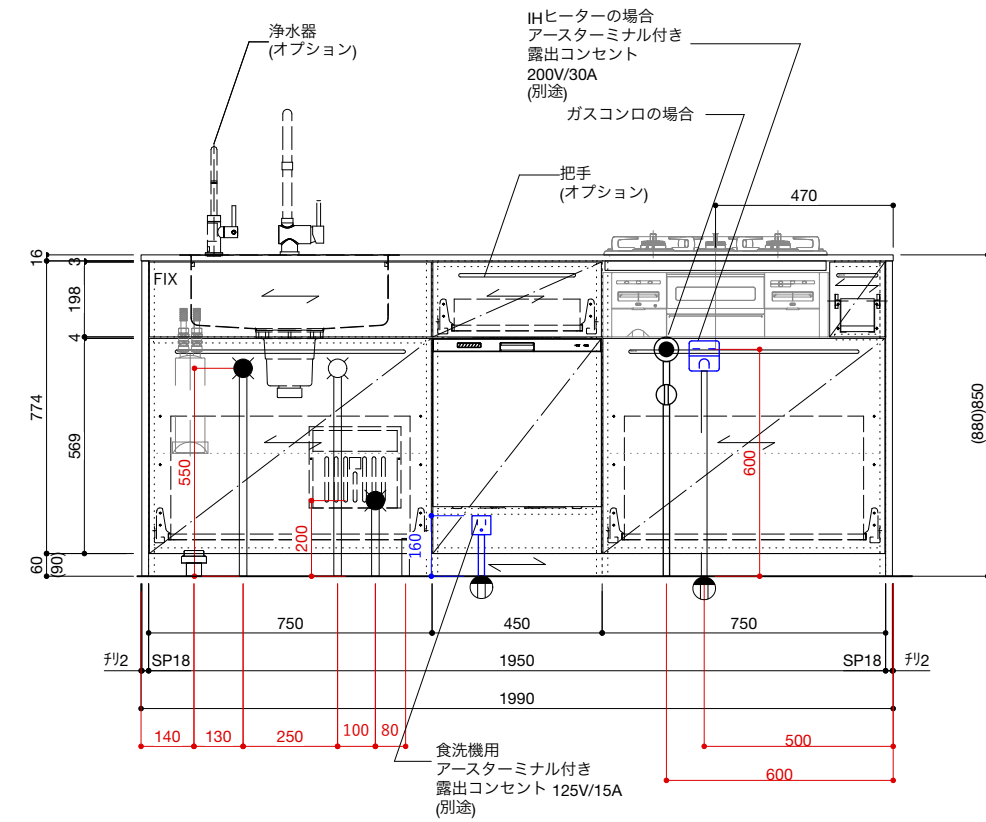 浄水器
(オプション)
IHヒーターの場合
アースターミナル付き
露出コンセント
200V/30A
(別途)
ガスコンロの場合
把手
(オプション)
470
16
3
198
4
774
569
60
(90)
FIX
(880)850
550
200
160
600
750
450
750
チリ2
SP18
1950
SP18
チリ2
1990
140
130
250
100
80
500
600
食洗機用
アースターミナル付き
露出コンセント 125V/15A
(別途)